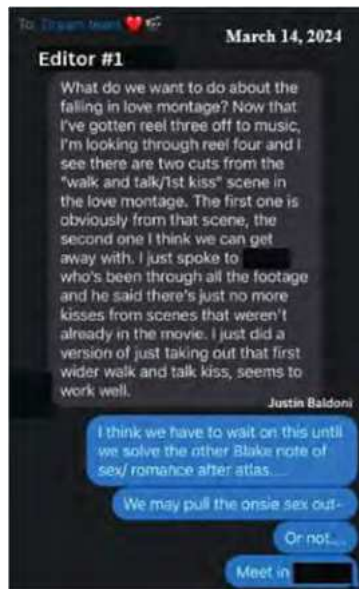 To: Dream team
March 14, 2024
Editor #1
What do we want to do about the
falling in love montage? Now that
I've gotten reel three off to music,
I'm looking through reel four and I
see there are two cuts from the
"walk and talk/1st kiss" scene in
the love montage. The first one is
obviously from that scene, the
second one I think we can get
away with. I just spoke to
who's been through all the footage
and he said there's just no more
kisses from scenes that weren't
already in the movie. I just did a
version of just taking out that first
wider walk and talk kiss, seems to
work well.
Justin Baldoni
I think we have to wait on this until
we solve the other Blake note of
sex/ romance after atlas....
We may pull the onsie sex out-
Or not....
Meet in